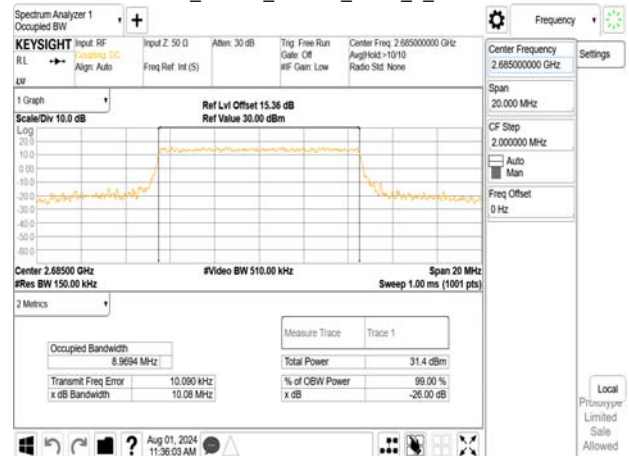 Spectrum Analyzer 1
Occupied BW
+
Frequency
KEYSIGHT
Input: RF
Input Z: 50 Ω
Atten: 30 dB
Trig: Free Run
Center Freq: 2.685000000 GHz
RL
Coupling: DC
Gate: Off
Avg|Hold:>10/10
Align: Auto
Freq Ref: Int (S)
#IF Gain: Low
Radio Std: None
Center Frequency
2.685000000 GHz
Settings
Span
20.000 MHz
CF Step
2.000000 MHz
Auto
Man
Freq Offset
0 Hz
1 Graph
Ref Lvl Offset 15.36 dB
Scale/Div 10.0 dB
Ref Value 30.00 dBm
Log
20.0
10.0
0.00
-10.0
-20.0
-30.0
-40.0
-50.0
-60.0
Center 2.68500 GHz
#Video BW 510.00 kHz
Span 20 MHz
#Res BW 150.00 kHz
Sweep 1.00 ms (1001 pts)
2 Metrics
Measure Trace
Trace 1
Occupied Bandwidth
8.9694 MHz
Total Power
31.4 dBm
Transmit Freq Error
10.090 kHz
% of OBW Power
99.00 %
x dB Bandwidth
10.08 MHz
x dB
-26.00 dB
Local
Prototype
Limited
Sale
Allowed
?
Aug 01, 2024
11:36:03 AM